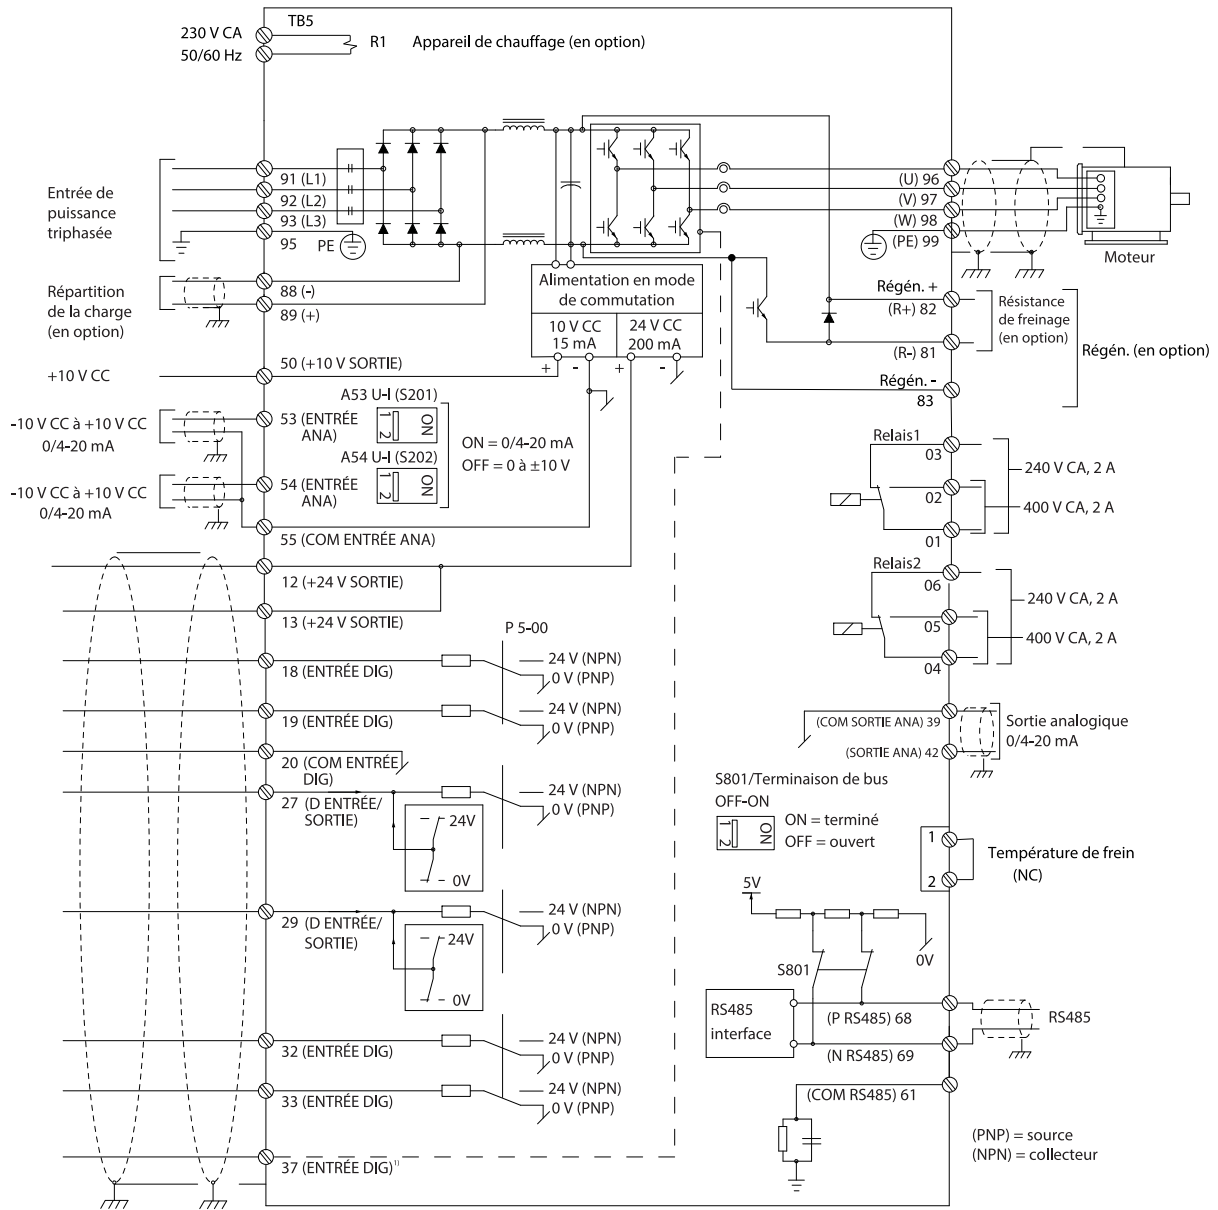 TB5
230 V CA
50/60 Hz
R1
Appareil de chauffage (en option)
Entrée de
puissance
triphasée
91 (L1)
92 (L2)
93 (L3)
95
PE
(U) 96
(V) 97
(W) 98
(PE) 99
Moteur
Répartition
de la charge
(en option)
88 (-)
89 (+)
Alimentation en mode
de commutation
10 V CC
15 mA
24 V CC
200 mA
+ - + -
Régén. +
(R+) 82
(R-) 81
Régén. -
83
Résistance
de freinage
(en option)
Régén. (en option)
+10 V CC
50 (+10 V SORTIE)
-10 V CC à +10 V CC
0/4-20 mA
53 (ENTRÉE
ANA)
A53 U-I (S201)
1 2
ON
A54 U-I (S202)
1 2
ON
ON = 0/4-20 mA
OFF = 0 à ±10 V
-10 V CC à +10 V CC
0/4-20 mA
54 (ENTRÉE
ANA)
55 (COM ENTRÉE ANA)
12 (+24 V SORTIE)
13 (+24 V SORTIE)
Relais1
03
02
01
240 V CA, 2 A
400 V CA, 2 A
Relais2
06
05
04
240 V CA, 2 A
400 V CA, 2 A
P 5-00
18 (ENTRÉE DIG)
24 V (NPN)
0 V (PNP)
19 (ENTRÉE DIG)
24 V (NPN)
0 V (PNP)
20 (COM ENTRÉE
DIG)
27 (D ENTRÉE/
SORTIE)
24V
0V
24 V (NPN)
0 V (PNP)
29 (D ENTRÉE/
SORTIE)
24V
0V
24 V (NPN)
0 V (PNP)
32 (ENTRÉE DIG)
24 V (NPN)
0 V (PNP)
33 (ENTRÉE DIG)
24 V (NPN)
0 V (PNP)
37 (ENTRÉE DIG)¹⁾
(COM SORTIE ANA) 39
(SORTIE ANA) 42
Sortie analogique
0/4-20 mA
S801/Terminaison de bus
OFF-ON
1 2
ON
ON = terminé
OFF = ouvert
1
2
Température de frein
(NC)
5V
0V
S801
RS485
interface
(P RS485) 68
(N RS485) 69
RS485
(COM RS485) 61
(PNP) = source
(NPN) = collecteur